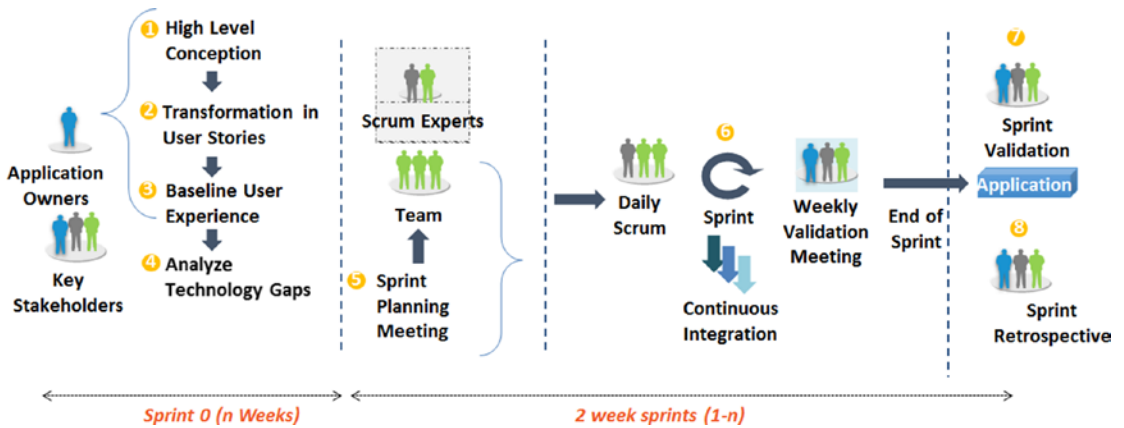 1 High Level
Conception
2 Transformation in
User Stories
3 Baseline User
Experience
4 Analyze
Technology Gaps
Application
Owners
Key
Stakeholders
Scrum Experts
Team
5 Sprint
Planning
Meeting
Daily
Scrum
6
Sprint
Continuous
Integration
Weekly
Validation
Meeting
End of
Sprint
7
Sprint
Validation
Application
8
Sprint
Retrospective
Sprint 0 (n Weeks)
2 week sprints (1-n)